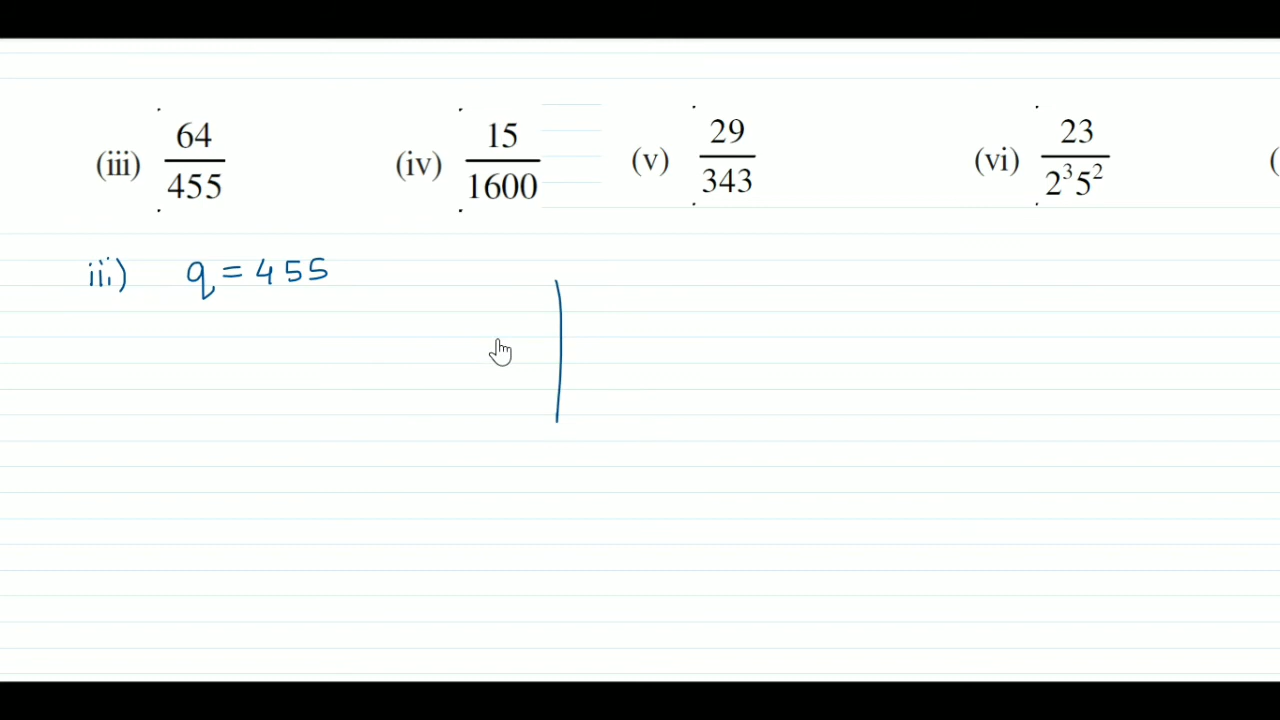 (iii) 64/455 (iv) 15/1600 (v) 29/343 (vi) 23/2³5² (
iii) q = 455